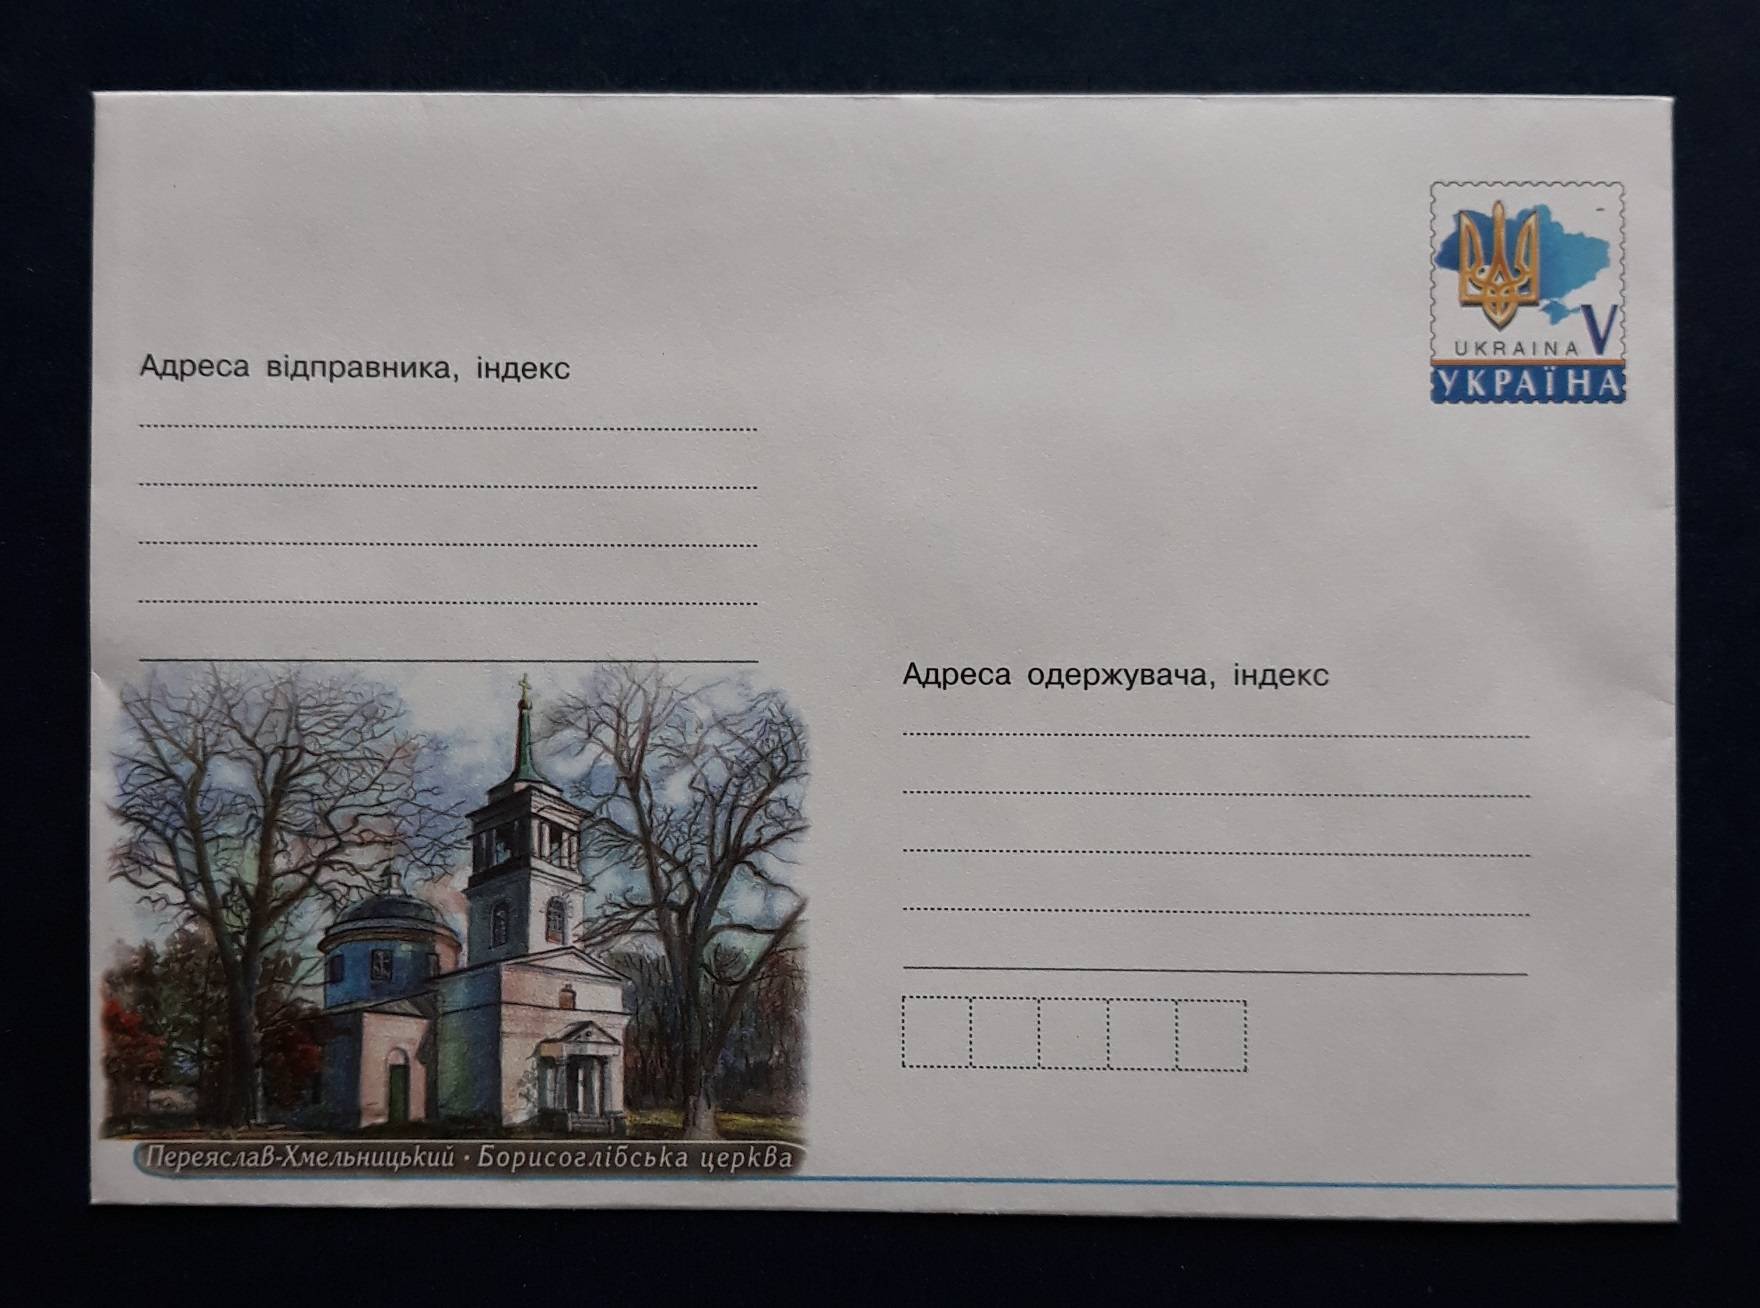 UKRAINA V
УКРАЇНА
Адреса відправника, індекс
Адреса одержувача, індекс
Переяслав-Хмельницький · Борисоглібська церква